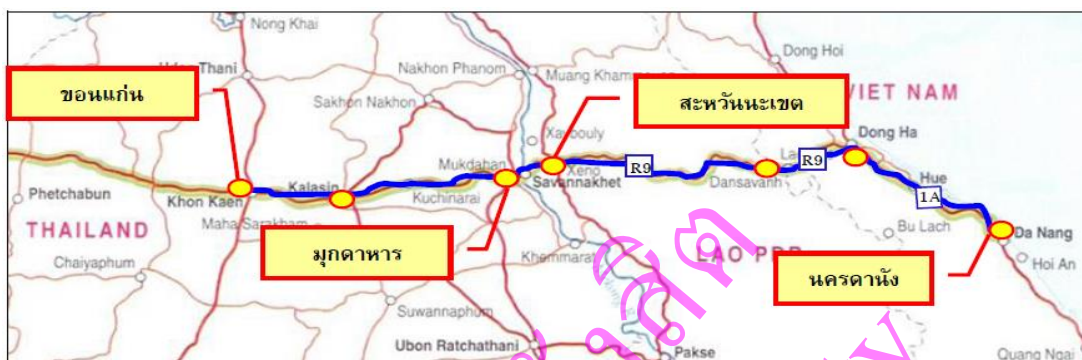 Nong Khai
Dong Hoi
Thani
Nakhon Phanom
Muang Kham
ขอนแก่น
สะหวันนะเขต
VIET NAM
Sakhon Nakhon
Xaybouly
Dong Ha
Mukdahan
Xeno
R9
R9
Phetchabun
Khon Kaen
Kalasin
Kuchinarai
Savannakhet
Dansavanh
Hue
1A
Maha Sarakham
THAILAND
Bu Lach
Da Nang
มุกดาหาร
LAO PDR
Hoi An
Chaiyaphum
Khemmarat
นครดานัง
Suwannaphum
Ubon Ratchathani
Pakse
Quang Ngai